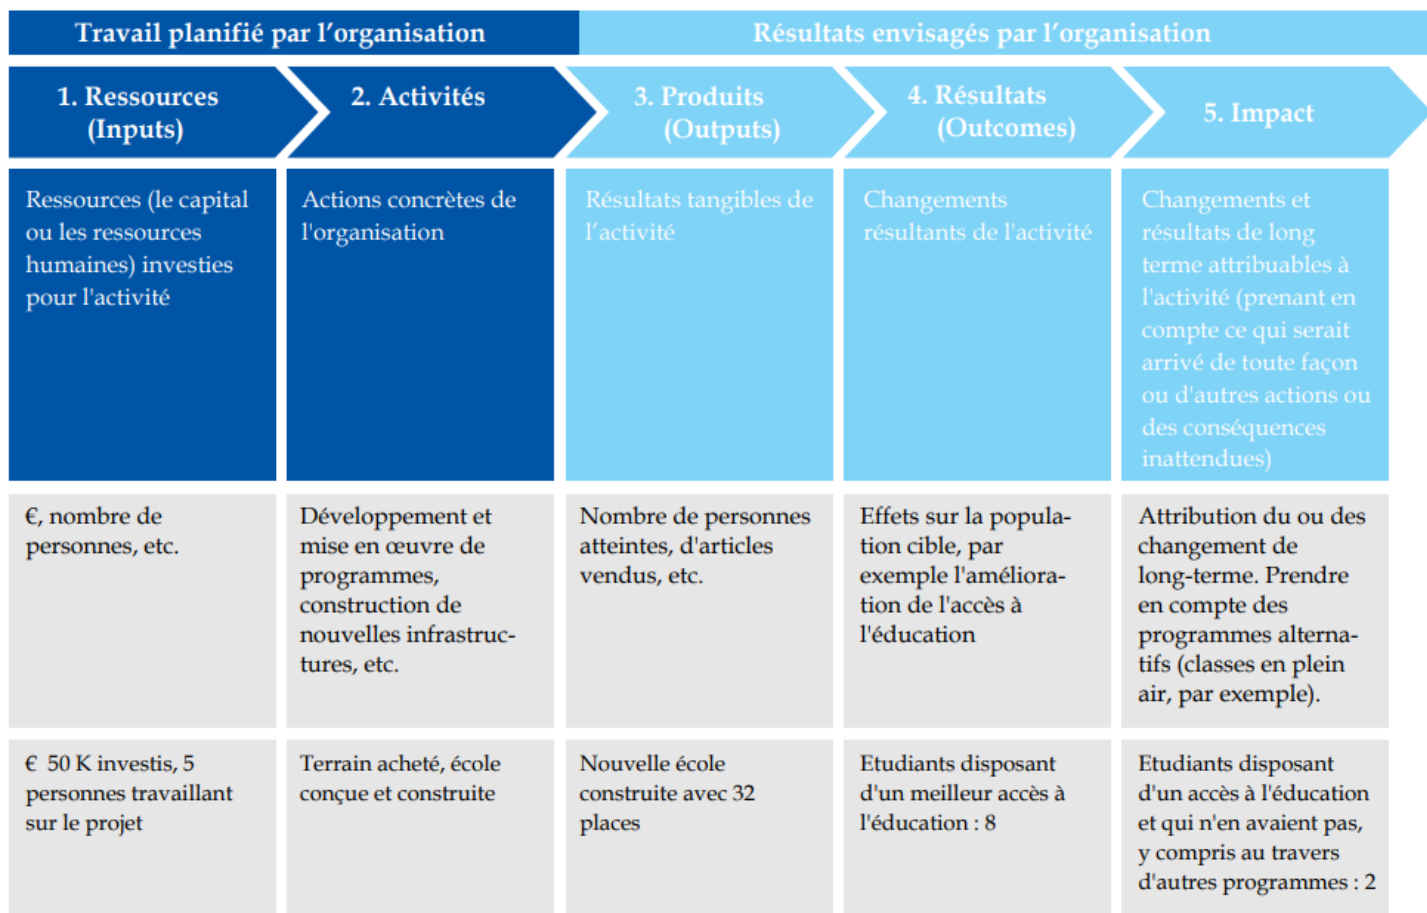 Travail planifié par l’organisation
Résultats envisagés par l’organisation
1. Ressources
(Inputs)
2. Activités
3. Produits
(Outputs)
4. Résultats
(Outcomes)
5. Impact
Ressources (le capital
ou les ressources
humaines) investies
pour l'activité
Actions concrètes de
l'organisation
Résultats tangibles de
l’activité
Changements
résultants de l'activité
Changements et
résultats de long
terme attribuables à
l'activité (prenant en
compte ce qui serait
arrivé de toute façon
ou d'autres actions ou
des conséquences
inattendues)
€, nombre de
personnes, etc.
Développement et
mise en œuvre de
programmes,
construction de
nouvelles infrastruc-
tures, etc.
Nombre de personnes
atteintes, d'articles
vendus, etc.
Effets sur la popula-
tion cible, par
exemple l'améliora-
tion de l'accès à
l'éducation
Attribution du ou des
changement de
long-terme. Prendre
en compte des
programmes alterna-
tifs (classes en plein
air, par exemple).
€ 50 K investis, 5
personnes travaillant
sur le projet
Terrain acheté, école
conçue et construite
Nouvelle école
construite avec 32
places
Etudiants disposant
d'un meilleur accès à
l'éducation : 8
Etudiants disposant
d'un accès à l'éducation
et qui n'en avaient pas,
y compris au travers
d'autres programmes : 2